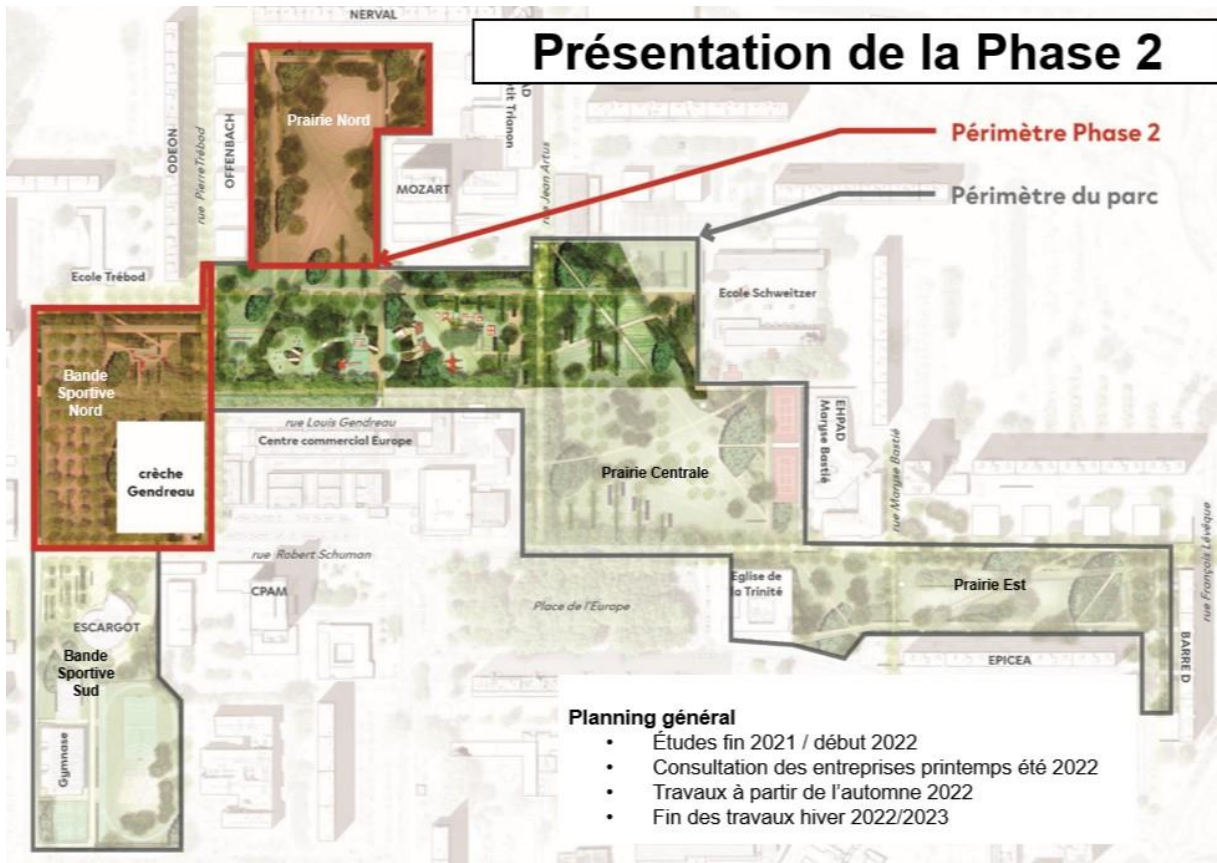 NERVAL
Présentation de la Phase 2
Prairie Nord
ODEON
rue Pierre Trébod
OFFENBACH
MOZART
etit Trianon
rue Jean Artus
Périmètre Phase 2
Périmètre du parc
Ecole Trébod
Ecole Schweitzer
Bande
Sportive
Nord
crèche
Gendreau
rue Louis Gendreau
Centre commercial Europe
Prairie Centrale
EHPAD
Maryse Bastié
rue Maryse Bastié
rue François Lévêque
rue Robert Schuman
CPAM
Place de l'Europe
Eglise de
la Trinité
Prairie Est
ESCARGOT
Bande
Sportive
Sud
Gymnase
EPICEA
BARRE D
Planning général
• Études fin 2021 / début 2022
• Consultation des entreprises printemps été 2022
• Travaux à partir de l'automne 2022
• Fin des travaux hiver 2022/2023